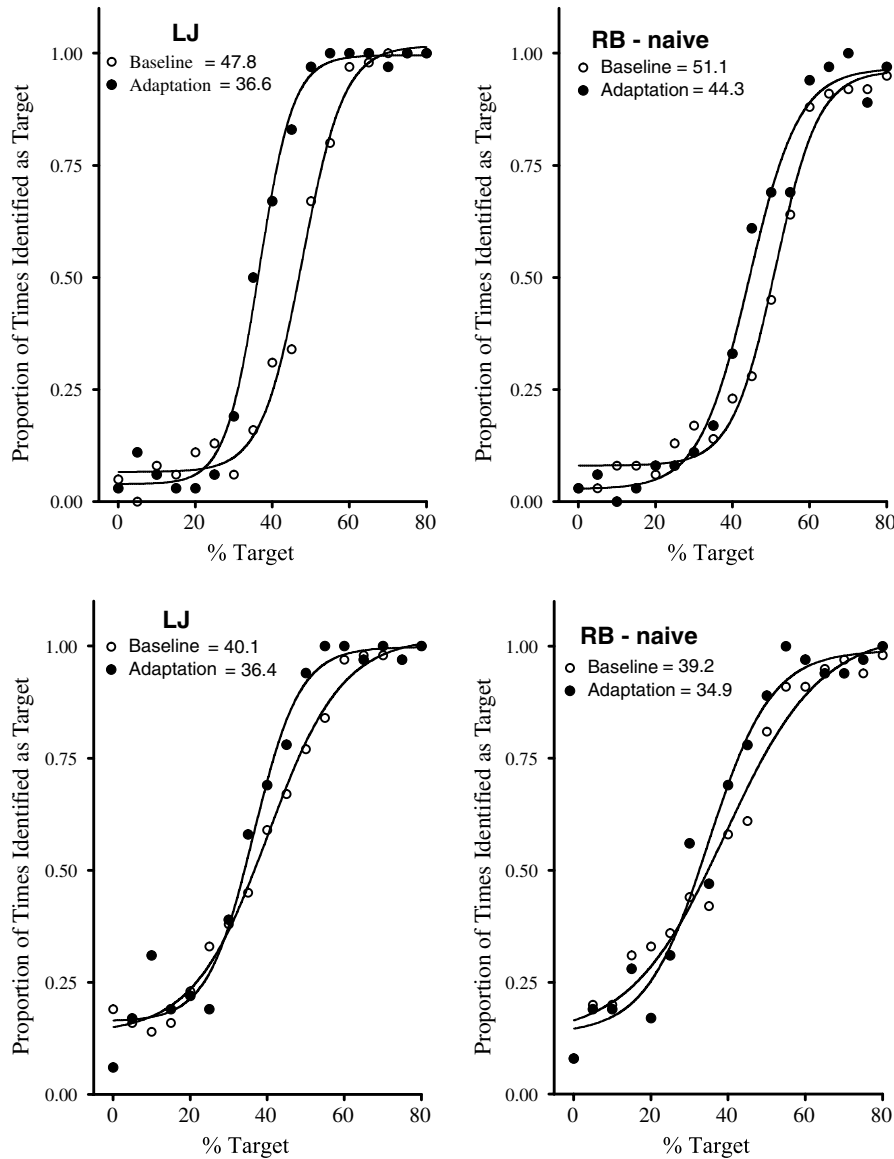 LJ
Baseline = 47.8
Adaptation = 36.6
Proportion of Times Identified as Target
1.00
0.75
0.50
0.25
0.00
0 20 40 60 80
% Target
RB - naive
Baseline = 51.1
Adaptation = 44.3
Proportion of Times Identified as Target
1.00
0.75
0.50
0.25
0.00
0 20 40 60 80
% Target
LJ
Baseline = 40.1
Adaptation = 36.4
Proportion of Times Identified as Target
1.00
0.75
0.50
0.25
0.00
0 20 40 60 80
% Target
RB - naive
Baseline = 39.2
Adaptation = 34.9
Proportion of Times Identified as Target
1.00
0.75
0.50
0.25
0.00
0 20 40 60 80
% Target